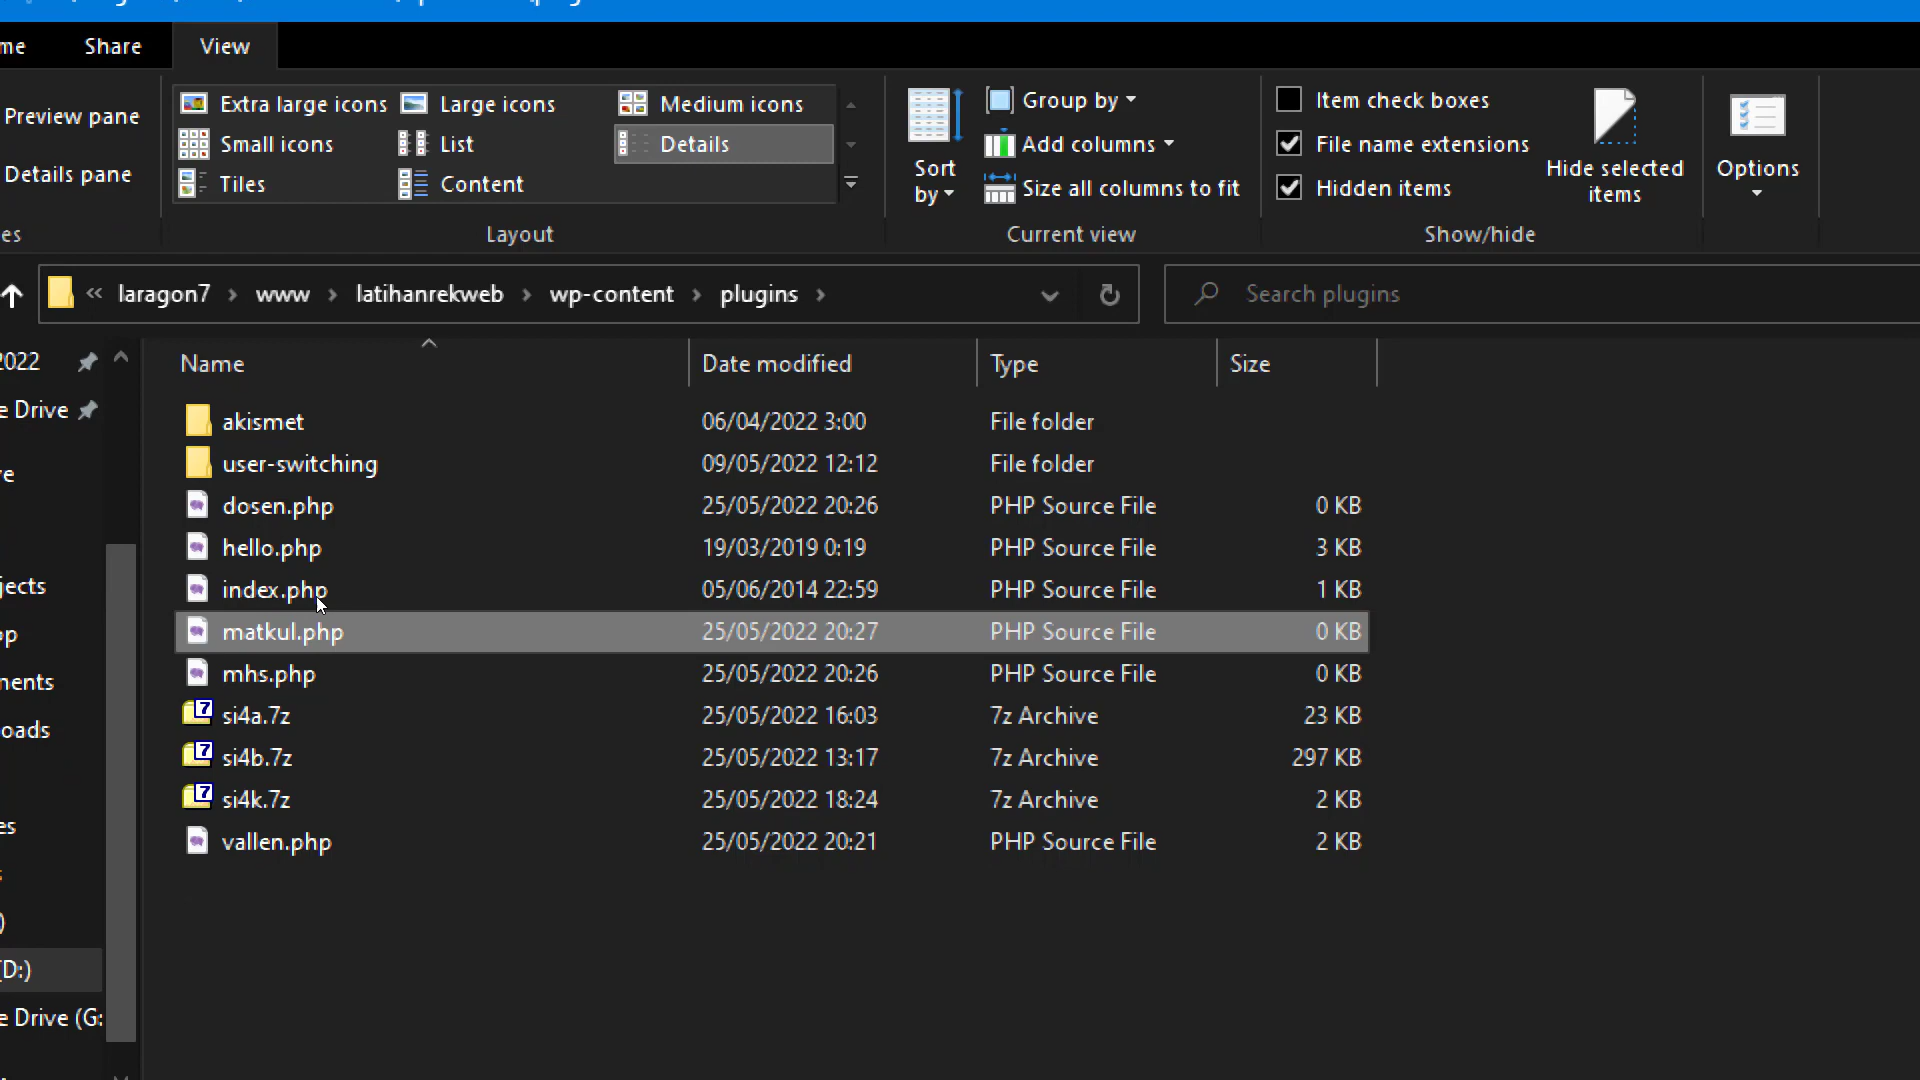 me Share View
Preview pane
Details pane
es
Extra large icons Large icons Medium icons
Small icons List Details
Tiles Content
Layout
Sort by
Group by
Add columns
Size all columns to fit
Current view
Item check boxes
File name extensions
Hidden items
Hide selected items
Show/hide
Options
« laragon7 › www › latihanrekweb › wp-content › plugins ›
Search plugins
2022
e Drive
re
jects
op
ments
oads
es
)
(D:)
e Drive (G:
Name Date modified Type Size
akismet 06/04/2022 3:00 File folder
user-switching 09/05/2022 12:12 File folder
dosen.php 25/05/2022 20:26 PHP Source File 0 KB
hello.php 19/03/2019 0:19 PHP Source File 3 KB
index.php 05/06/2014 22:59 PHP Source File 1 KB
matkul.php 25/05/2022 20:27 PHP Source File 0 KB
mhs.php 25/05/2022 20:26 PHP Source File 0 KB
si4a.7z 25/05/2022 16:03 7z Archive 23 KB
si4b.7z 25/05/2022 13:17 7z Archive 297 KB
si4k.7z 25/05/2022 18:24 7z Archive 2 KB
vallen.php 25/05/2022 20:21 PHP Source File 2 KB